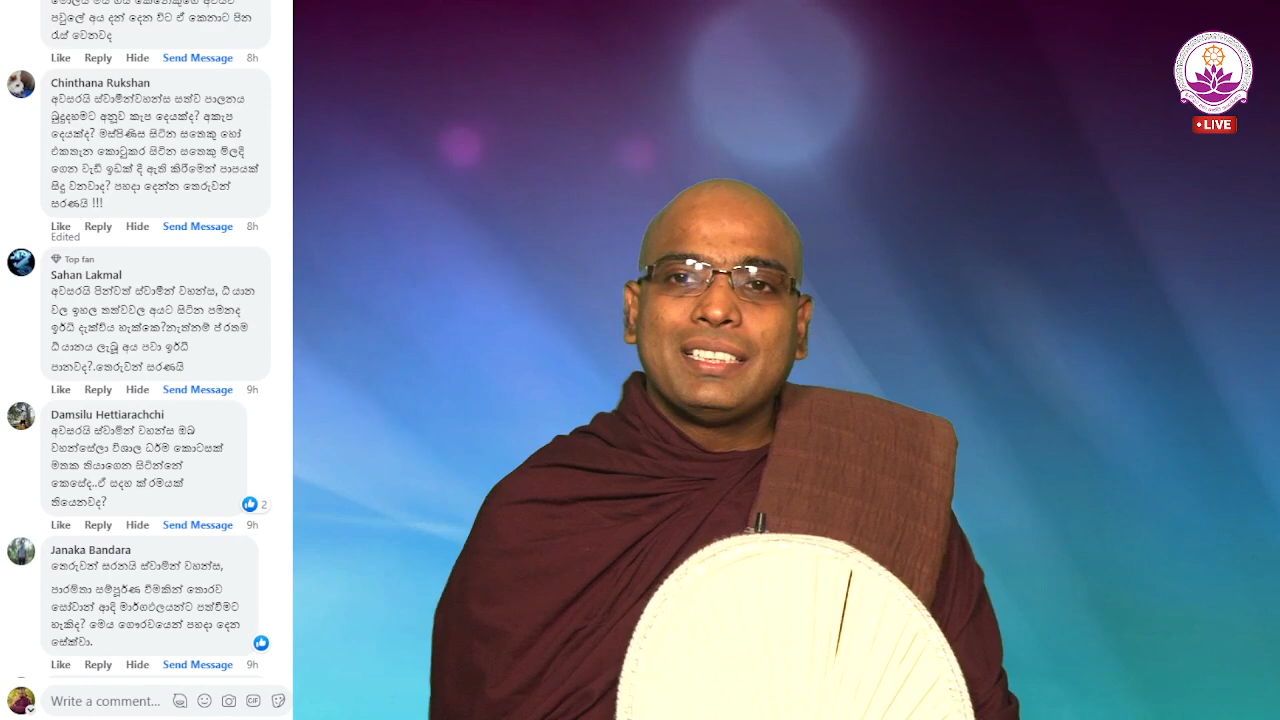 පවුලේ අය දන් දෙන විට ඒ කෙනාට පින
රැස් වෙනවද
Like Reply Hide Send Message 8h
Chinthana Rukshan
අවසරයි ස්වාමීන්වහන්ස සත්ව පාලනය
බුදුදහමට අනුව කැප දෙයක්ද? අකැප
දෙයක්ද? මස්පිණිස සිටින සතෙකු හෝ
එකතැන කොටුකර සිටින සතෙකු මිලදී
ගෙන වැඩි ඉඩක් දී ඇති කිරීමෙන් පාපයක්
සිදු වනවාද? පහදා දෙන්න තෙරුවන්
සරණයි !!!
Like Reply Hide Send Message 8h
Edited
Top fan
Sahan Lakmal
අවසරයි පින්වත් ස්වාමීන් වහන්ස, ධ් යාන
වල ඉහල තත්වවල අයට සිටින පමනද
ඉර්ධි දැක්විය හැක්කෙ?නැත්නම් ප්‍රතම
ධ් යානය ලැබූ අය පවා ඉර්ධි
පානවද?.තෙරුවන් සරණයි
Like Reply Hide Send Message 9h
Damsilu Hettiarachchi
අවසරයි ස්වාමීන් වහන්ස ඔබ
වහන්සේලා විශාල ධර්ම කොටසක්
මතක තියාගෙන සිටින්නේ
කෙසේද..ඒ සදහ ක්‍රමයක්
තියෙනවද?
2
Like Reply Hide Send Message 9h
Janaka Bandara
තෙරුවන් සරනයි ස්වාමින් වහන්ස,
පාරමිතා සම්පූර්ණ වීමකින් තොරව
සෝවාන් ආදි මාර්ගඵලයන්ට පත්වීමට
හැකිද? මෙය ගෞරවයෙන් පහදා දෙන
සේක්වා.
Like Reply Hide Send Message 9h
Write a comment...
GIF
LIVE